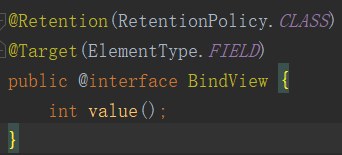 @Retention(RetentionPolicy.CLASS)
@Target(ElementType.FIELD)
public @interface BindView {
    int value();
}